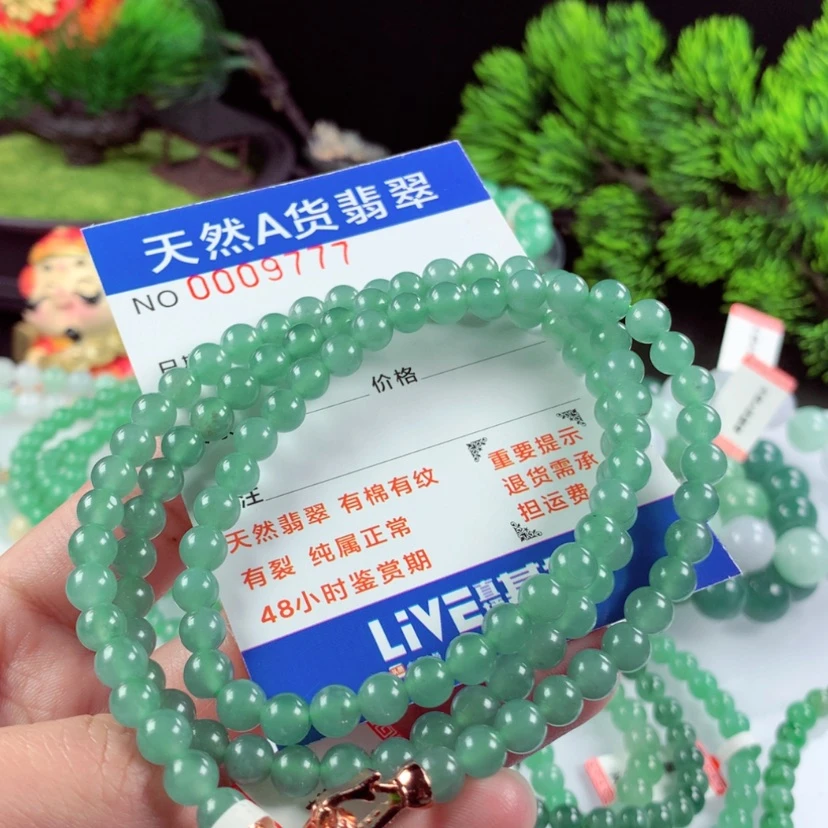 天然A货翡翠
NO 0009777
价格
注
天然翡翠 有棉有纹
有裂 纯属正常
48小时鉴赏期
重要提示
退货需承
担运费
LiVE